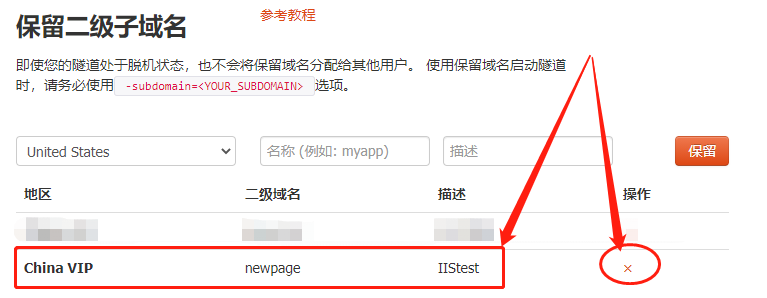 保留二级子域名
参考教程
即使您的隧道处于脱机状态，也不会将保留域名分配给其他用户。 使用保留域名启动隧道
时，请务必使用 -subdomain=<YOUR_SUBDOMAIN> 选项。
United States 名称 (例如: myapp) 描述 保留
地区 二级域名 描述 操作
China VIP newpage IIStest ×